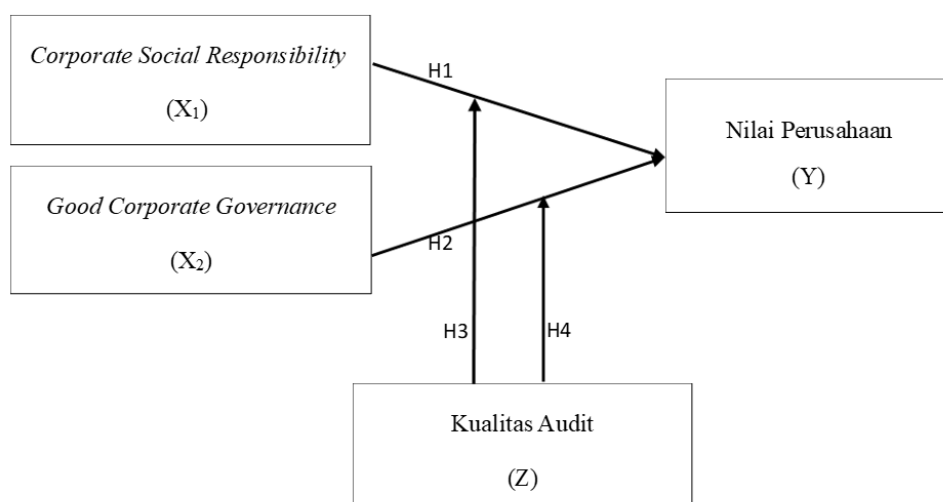 Corporate Social Responsibility
(X₁)
H1
Nilai Perusahaan
(Y)
Good Corporate Governance
(X₂)
H2
H3
H4
Kualitas Audit
(Z)